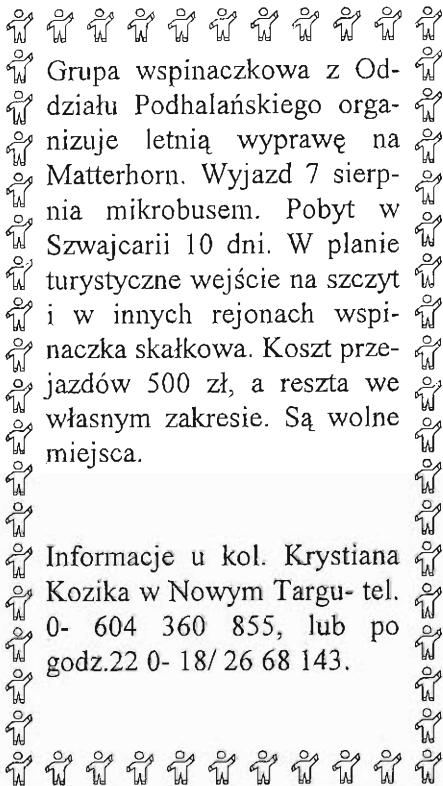 Grupa wspinaczkowa z Od-
działu Podhalańskiego orga-
nizuje letnią wyprawę na
Matterhorn. Wyjazd 7 sierp-
nia mikrobusem. Pobyt w
Szwajcarii 10 dni. W planie
turystyczne wejście na szczyt
i w innych rejonach wspi-
naczka skałkowa. Koszt prze-
jazdów 500 zł, a reszta we
własnym zakresie. Są wolne
miejsca.
Informacje u kol. Krystiana
Kozika w Nowym Targu- tel.
0- 604 360 855, lub po
godz.22 0- 18/ 26 68 143.